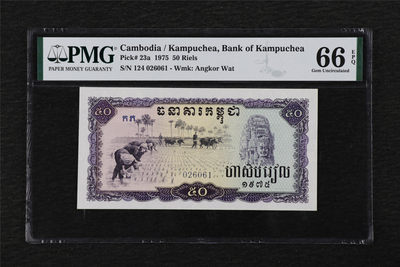 PMG
PAPER MONEY GUARANTY
Cambodia / Kampuchea, Bank of Kampuchea
Pick# 23a 1975 50 Riels
S/N 124 026061 - Wmk: Angkor Wat
66 EPQ
Gem Uncirculated
៥០ ធនាគារកម្ពុជា ៥០
កភ
026061
ហាសិបរៀល
១៩៧៥
៥០